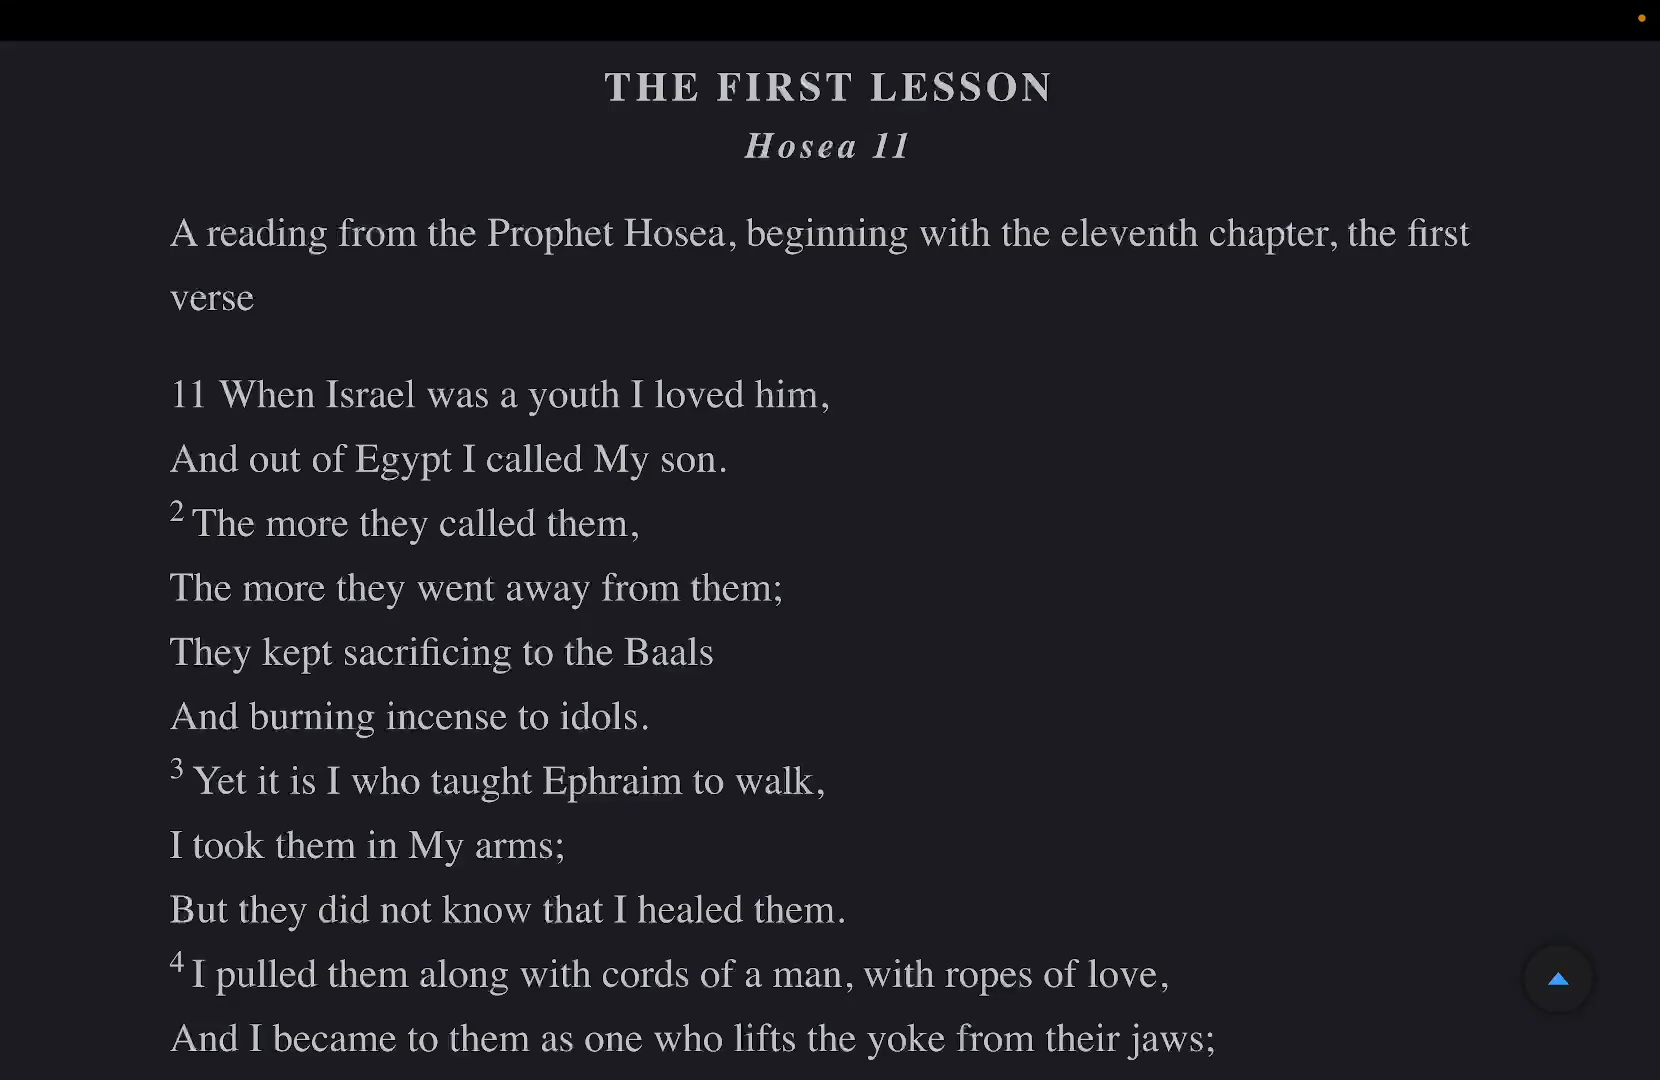 THE FIRST LESSON
Hosea 11
A reading from the Prophet Hosea, beginning with the eleventh chapter, the first
verse
11 When Israel was a youth I loved him,
And out of Egypt I called My son.
2 The more they called them,
The more they went away from them;
They kept sacrificing to the Baals
And burning incense to idols.
3 Yet it is I who taught Ephraim to walk,
I took them in My arms;
But they did not know that I healed them.
4 I pulled them along with cords of a man, with ropes of love,
And I became to them as one who lifts the yoke from their jaws;